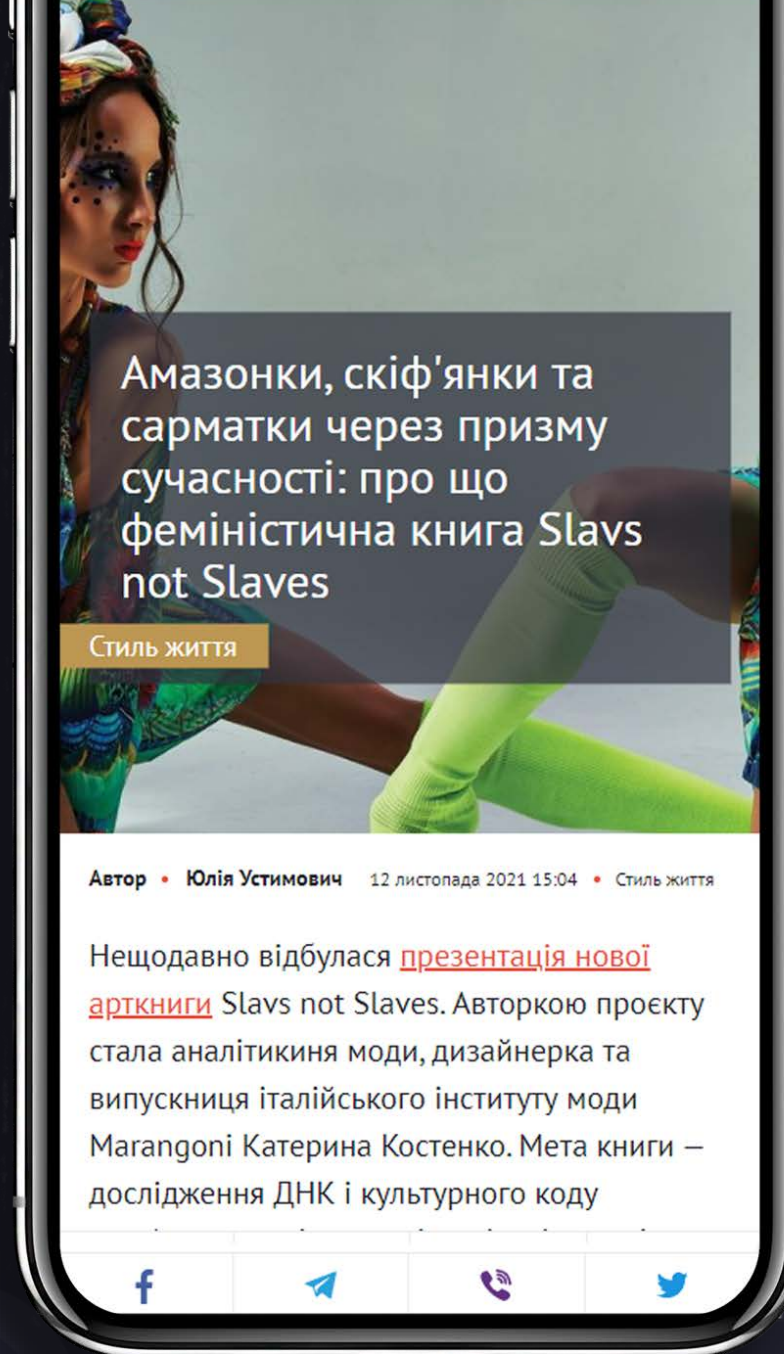 Амазонки, скіф'янки та
сарматки через призму
сучасності: про що
феміністична книга Slavs
not Slaves
Стиль життя
Автор • Юлія Устимович 12 листопада 2021 15:04 • Стиль життя
Нещодавно відбулася презентація нової
арткниги Slavs not Slaves. Авторкою проєкту
стала аналітикиня моди, дизайнерка та
випускниця італійського інституту моди
Marangoni Катерина Костенко. Мета книги —
дослідження ДНК і культурного коду